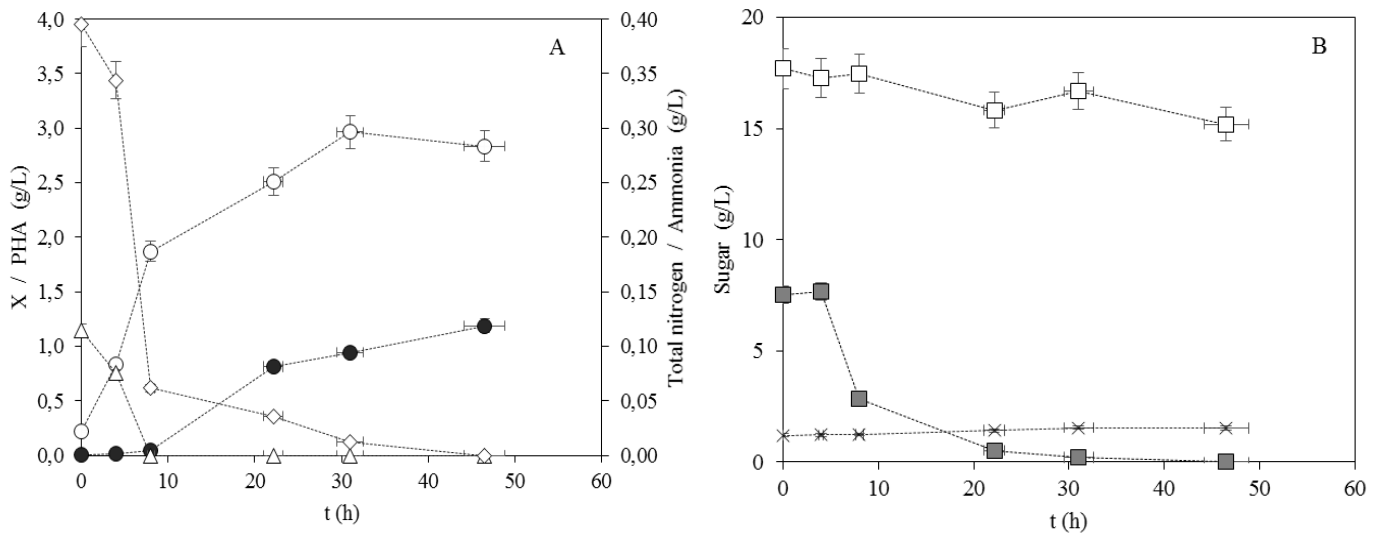 A
X / PHA (g/L)
4,0
3,5
3,0
2,5
2,0
1,5
1,0
0,5
0,0
0,40
0,35
0,30
0,25
0,20
0,15
0,10
0,05
0,00
Total nitrogen / Ammonia (g/L)
0 10 20 30 40 50 60
t (h)
B
Sugar (g/L)
20
15
10
5
0
0 10 20 30 40 50 60
t (h)